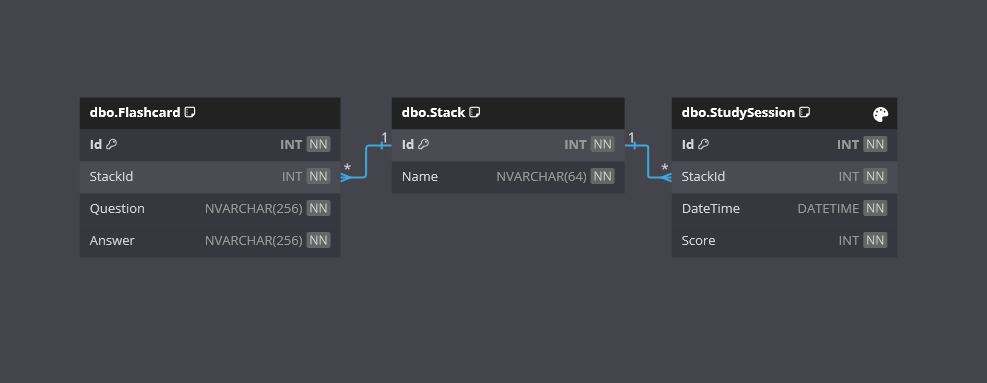 dbo.Flashcard
Id INT NN
StackId INT NN
Question NVARCHAR(256) NN
Answer NVARCHAR(256) NN
*
1
dbo.Stack
Id INT NN
Name NVARCHAR(64) NN
1
*
dbo.StudySession
Id INT NN
StackId INT NN
DateTime DATETIME NN
Score INT NN